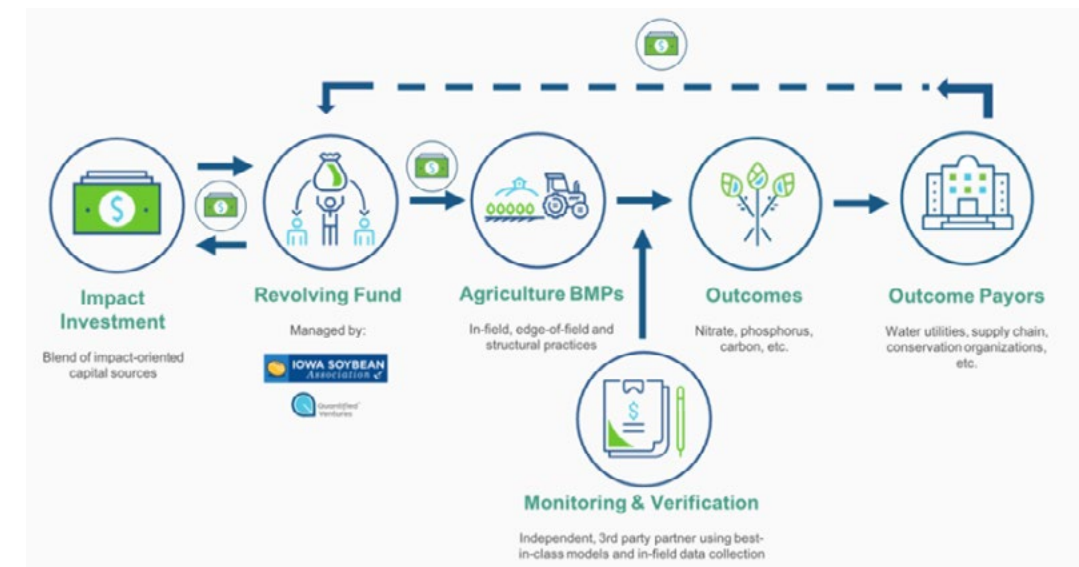 Impact
Investment
Blend of impact-oriented
capital sources
$
Revolving Fund
Managed by:
IOWA SOYBEAN
Association
Quantified
Ventures
Agriculture BMPs
In-field, edge-of-field and
structural practices
Outcomes
Nitrate, phosphorus,
carbon, etc.
Outcome Payors
Water utilities, supply chain,
conservation organizations,
etc.
$
Monitoring & Verification
Independent, 3rd party partner using best-
in-class models and in-field data collection